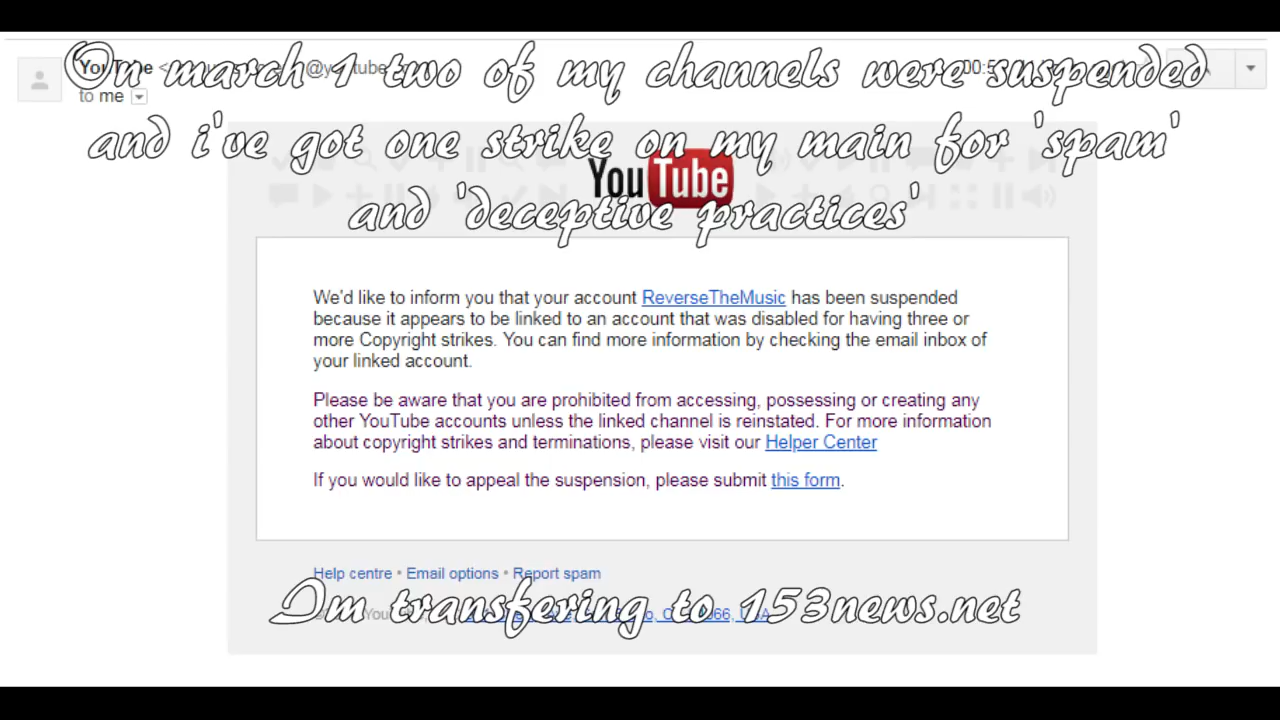 On march 1 two of my channels were suspended
and i've got one strike on my main for 'spam'
and 'deceptive practices'
YouTube
to me
YouTube
We'd like to inform you that your account ReverseTheMusic has been suspended
because it appears to be linked to an account that was disabled for having three or
more Copyright strikes. You can find more information by checking the email inbox of
your linked account.
Please be aware that you are prohibited from accessing, possessing or creating any
other YouTube accounts unless the linked channel is reinstated. For more information
about copyright strikes and terminations, please visit our Helper Center
If you would like to appeal the suspension, please submit this form.
Help centre • Email options • Report spam
Im transfering to 153news.net